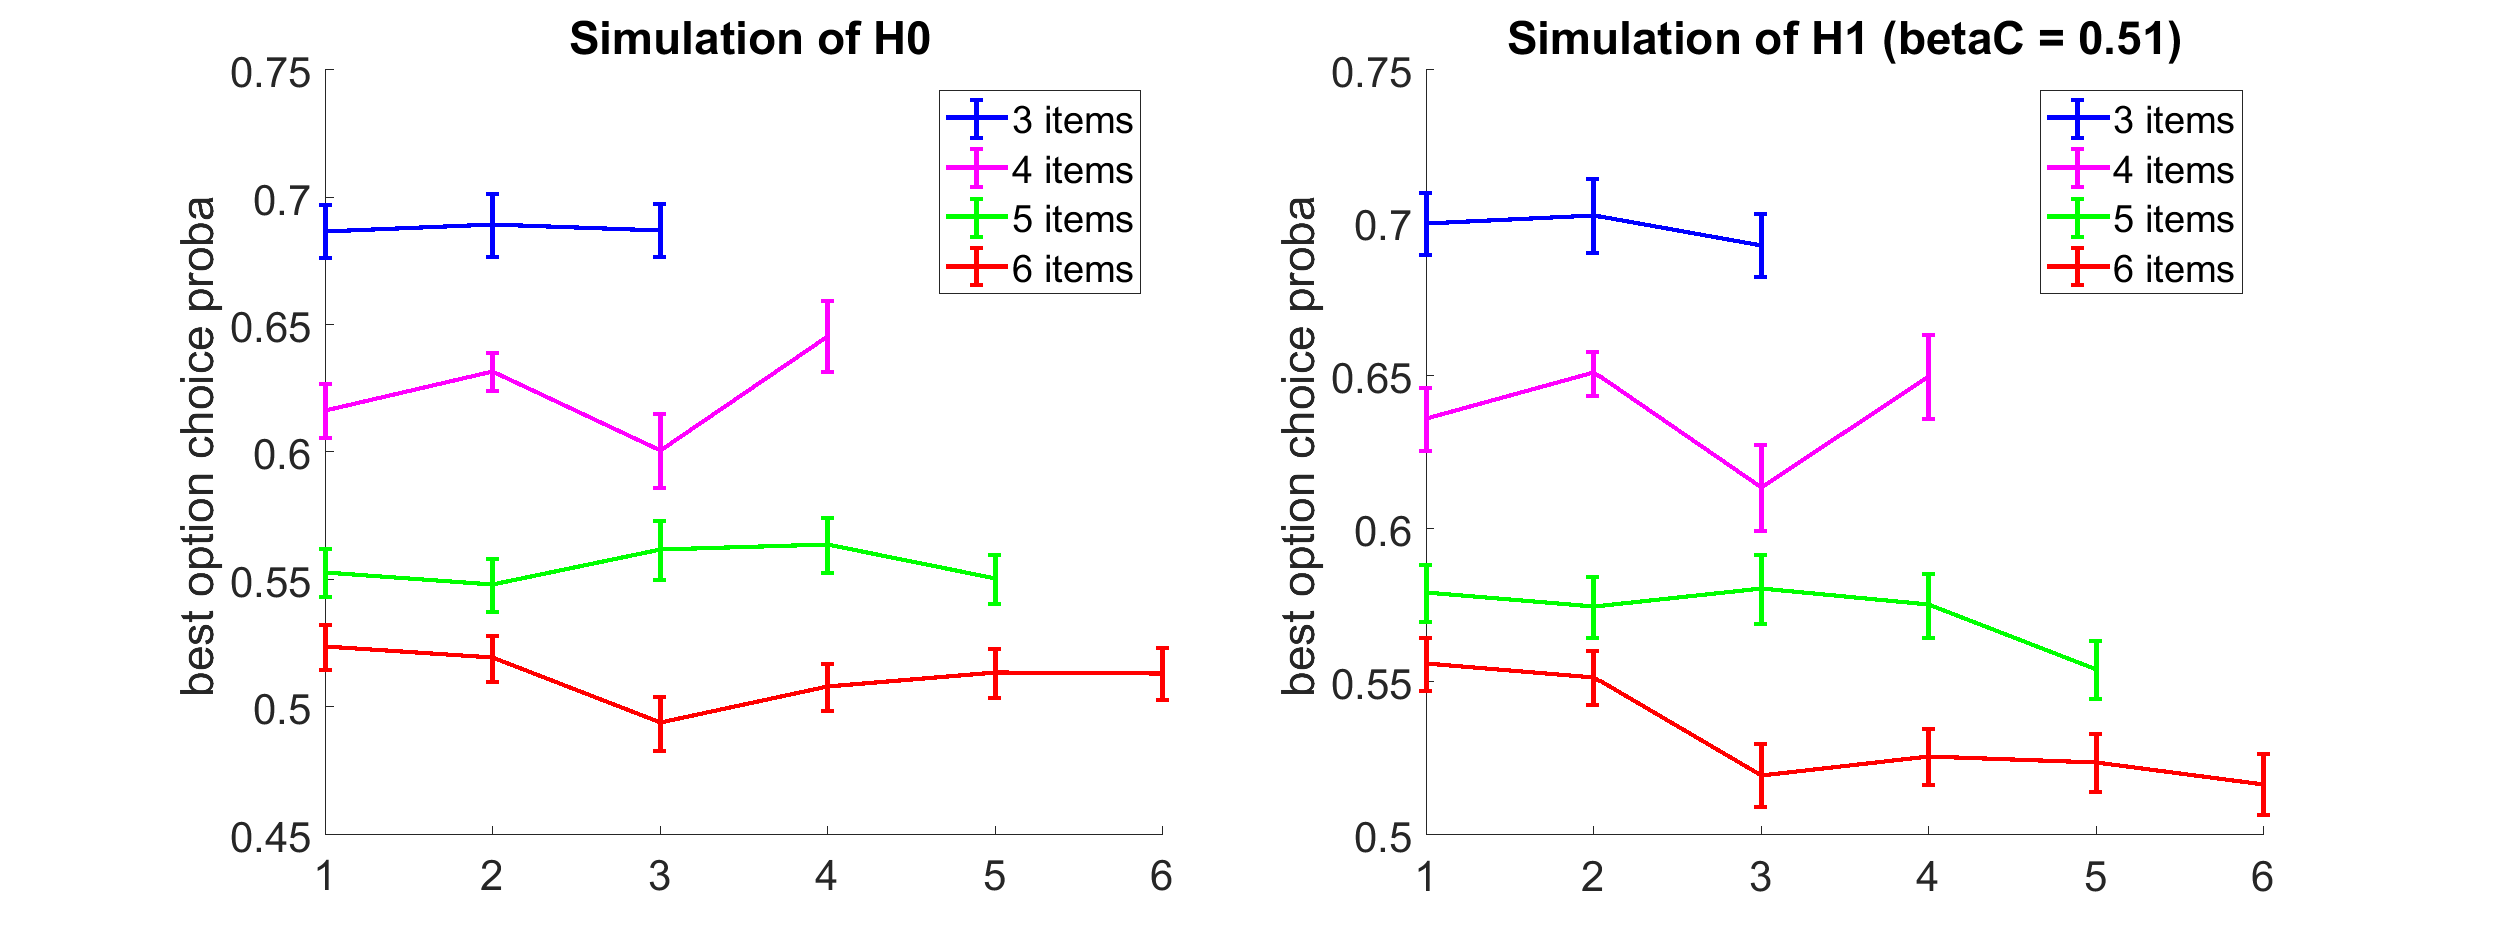 Simulation of H0
0.75
0.7
0.65
0.6
0.55
0.5
0.45
best option choice proba
3 items
4 items
5 items
6 items
1 2 3 4 5 6
Simulation of H1 (betaC = 0.51)
0.75
0.7
0.65
0.6
0.55
0.5
best option choice proba
3 items
4 items
5 items
6 items
1 2 3 4 5 6